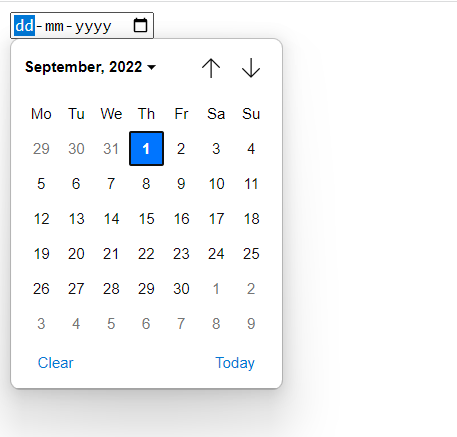 dd-mm-yyyy
September, 2022
Mo Tu We Th Fr Sa Su
29 30 31 1 2 3 4
5 6 7 8 9 10 11
12 13 14 15 16 17 18
19 20 21 22 23 24 25
26 27 28 29 30 1 2
3 4 5 6 7 8 9
Clear Today